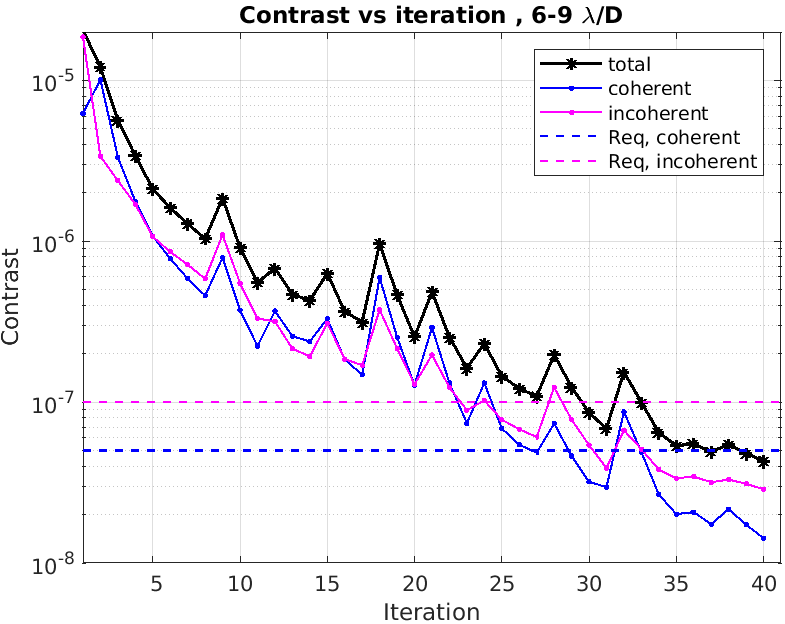 Contrast vs iteration , 6-9 λ/D
total
coherent
incoherent
Req, coherent
Req, incoherent
Contrast
10^-5
10^-6
10^-7
10^-8
5 10 15 20 25 30 35 40
Iteration